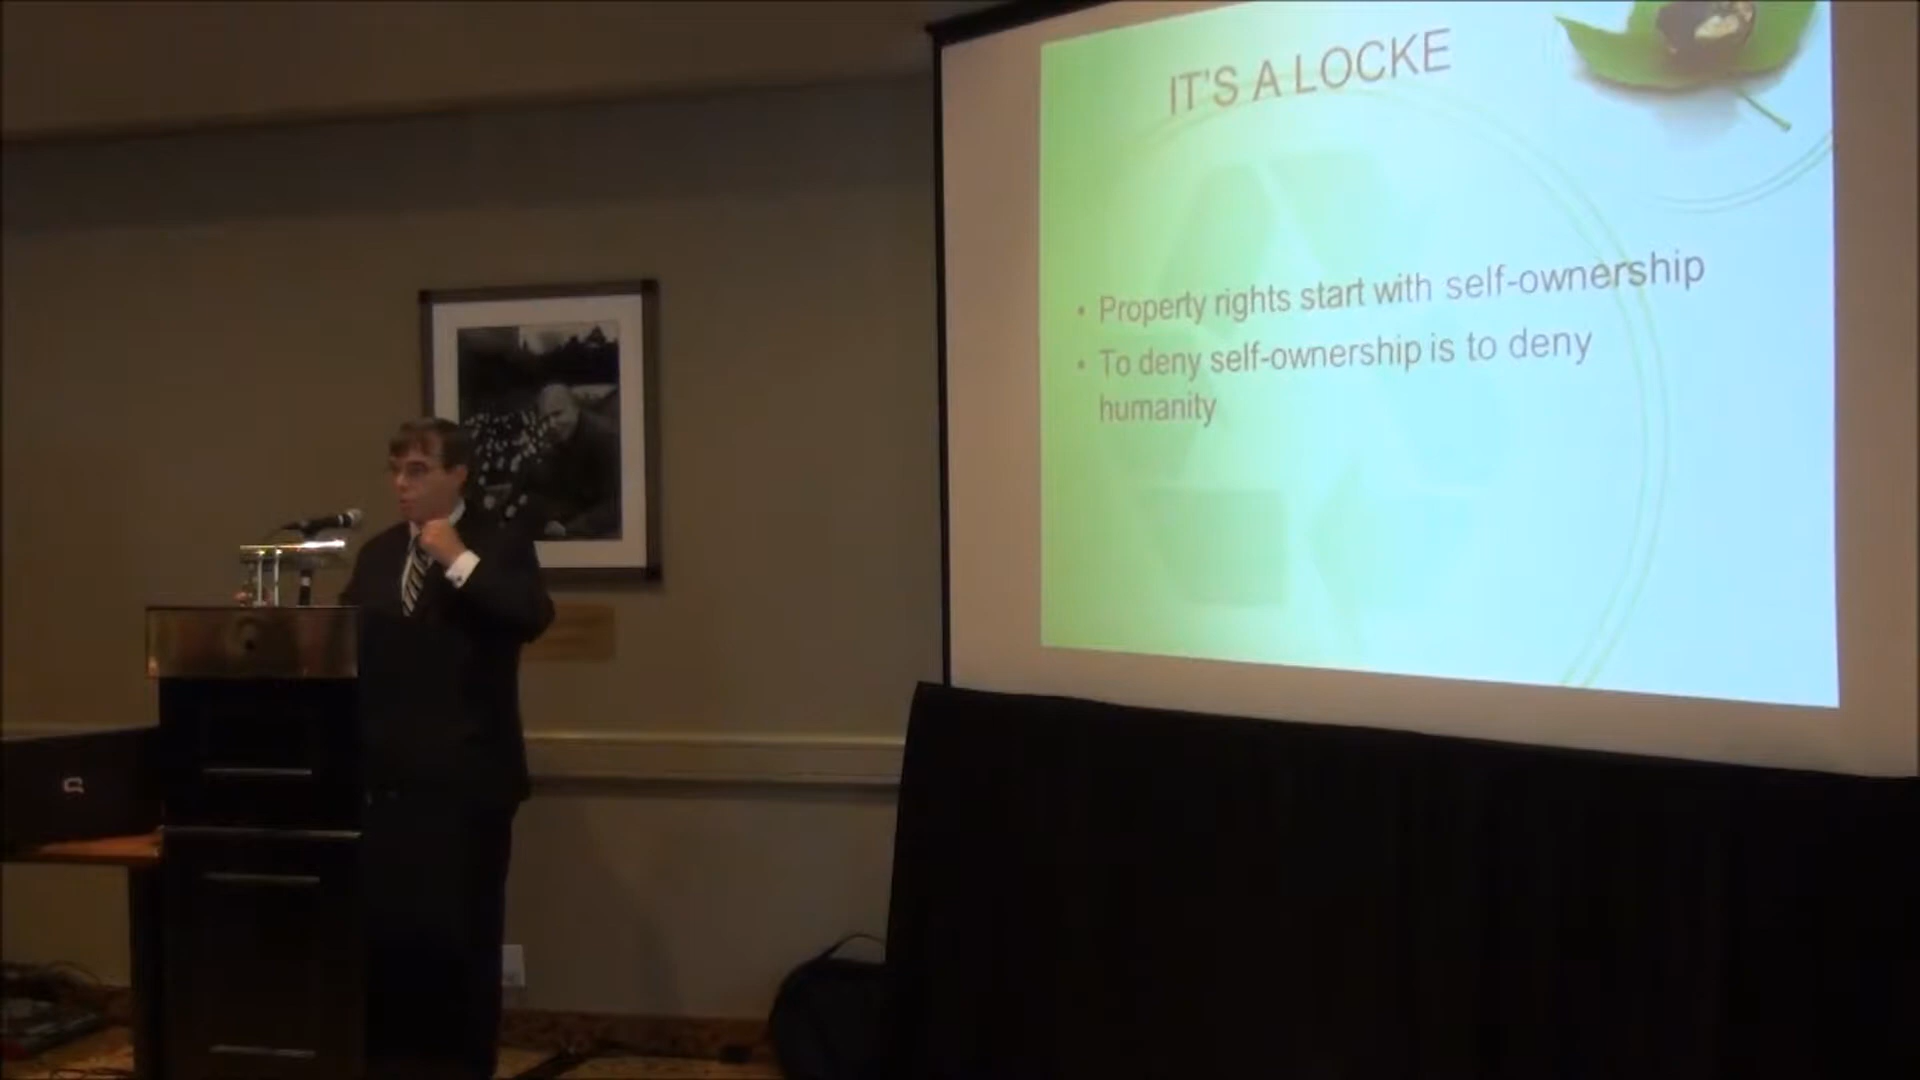 IT'S A LOCKE
• Property rights start with self-ownership
• To deny self-ownership is to deny
humanity